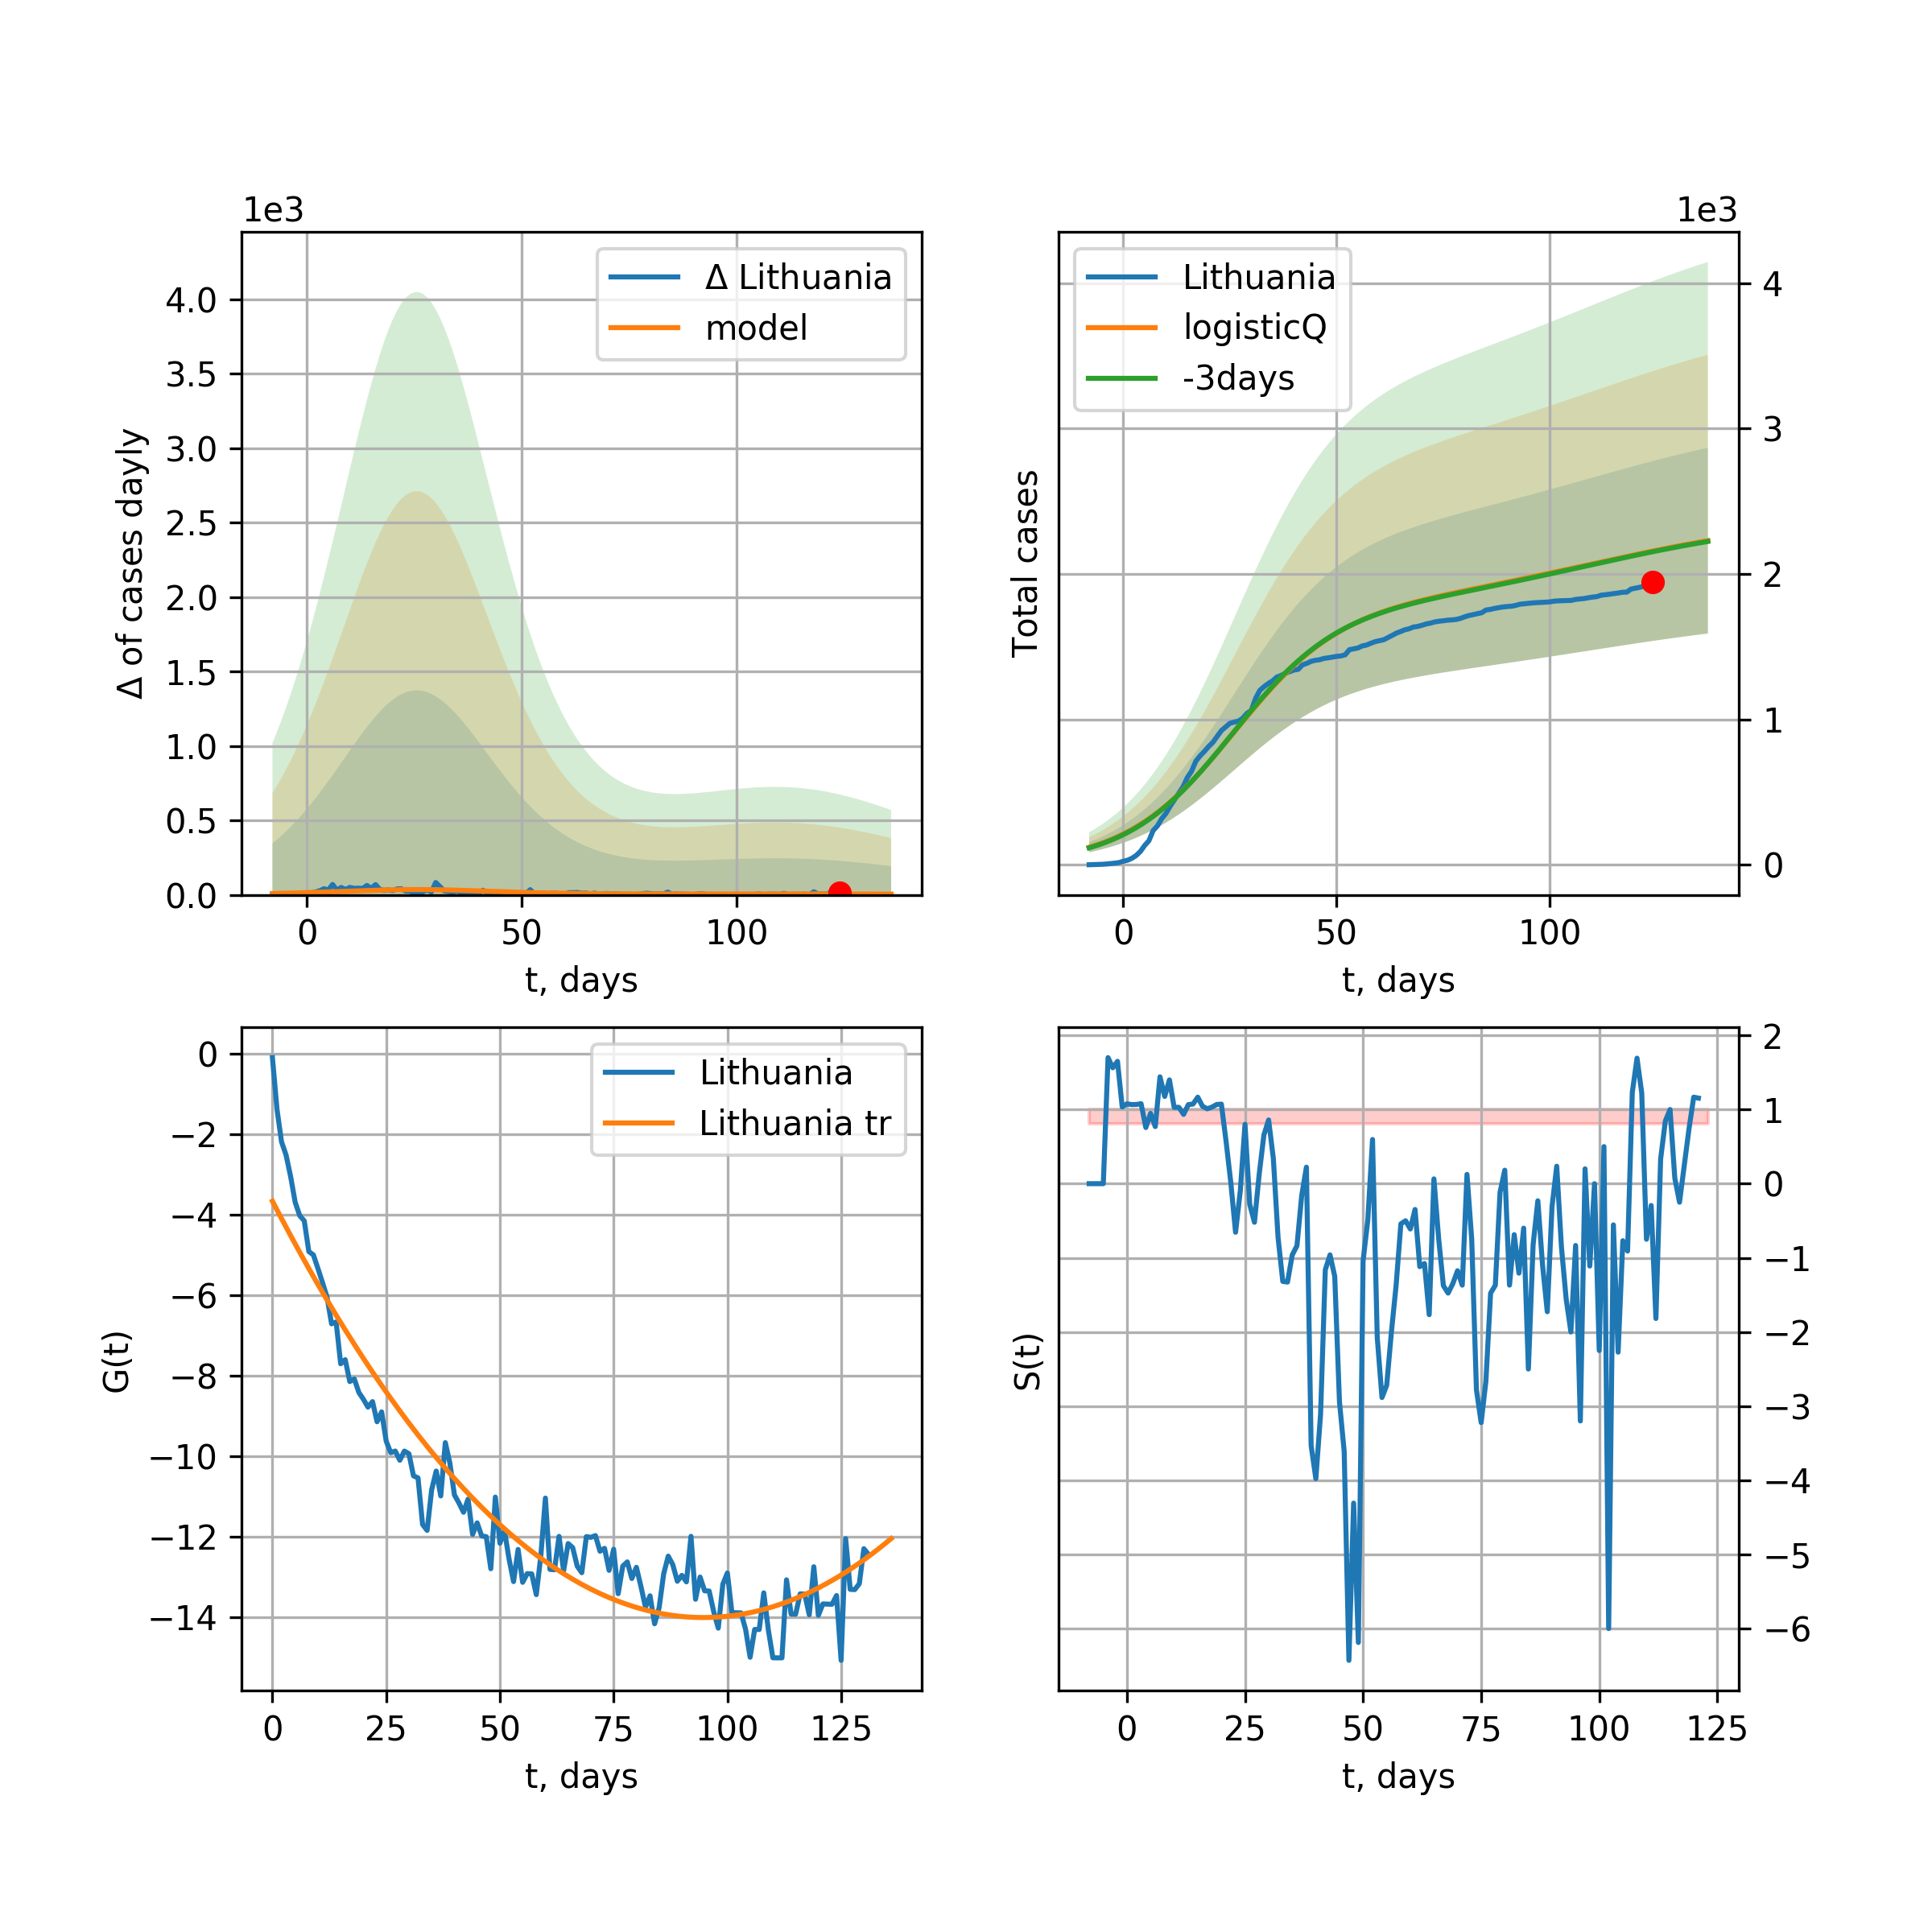 1e3
Δ of cases dayly
4.0
3.5
3.0
2.5
2.0
1.5
1.0
0.5
0.0
Δ Lithuania
model
0 50 100
t, days
1e3
Total cases
Lithuania
logisticQ
-3days
4
3
2
1
0
0 50 100
t, days
G(t)
0
−2
−4
−6
−8
−10
−12
−14
Lithuania
Lithuania tr
0 25 50 75 100 125
t, days
S(t)
2
1
0
−1
−2
−3
−4
−5
−6
0 25 50 75 100 125
t, days